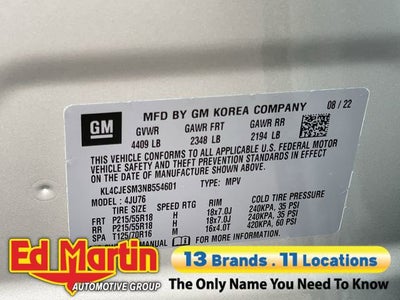 GM
MFD BY GM KOREA COMPANY 08/22
GVWR GAWR FRT GAWR RR
4409 LB 2348 LB 2194 LB
THIS VEHICLE CONFORMS TO ALL APPLICABLE U.S. FEDERAL MOTOR
VEHICLE SAFETY AND THEFT PREVENTION STANDARDS IN EFFECT ON
THE DATE OF MANUFACTURE SHOWN ABOVE.
KL4CJESM3NB554601 TYPE: MPV
MODEL: 4JU76
TIRE SIZE SPEED RTG RIM COLD TIRE PRESSURE
FRT P215/55R18 H 18x7.0J 240KPA, 35 PSI
RR P215/55R18 H 18x7.0J 240KPA, 35 PSI
SPA T125/70R16 M 16x4.0T 420KPA, 60 PSI
Ed Martin
AUTOMOTIVE GROUP
13 Brands . 11 Locations
The Only Name You Need To Know